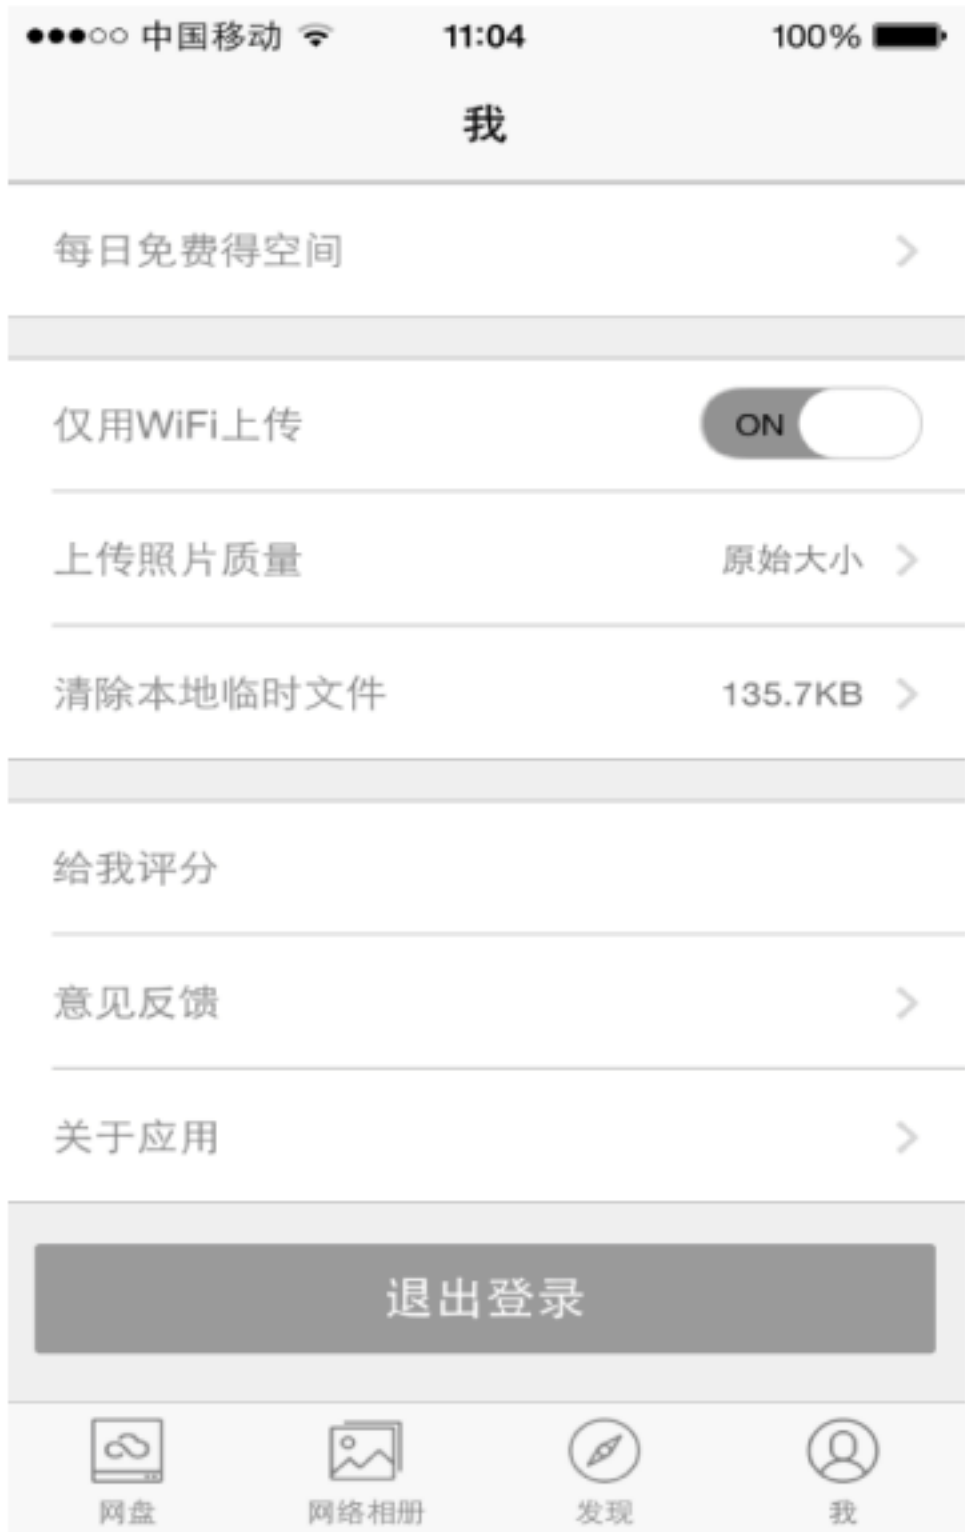 中国移动 11:04 100%
我
每日免费得空间
仅用WiFi上传 ON
上传照片质量 原始大小
清除本地临时文件 135.7KB
给我评分
意见反馈
关于应用
退出登录
网盘 网络相册 发现 我